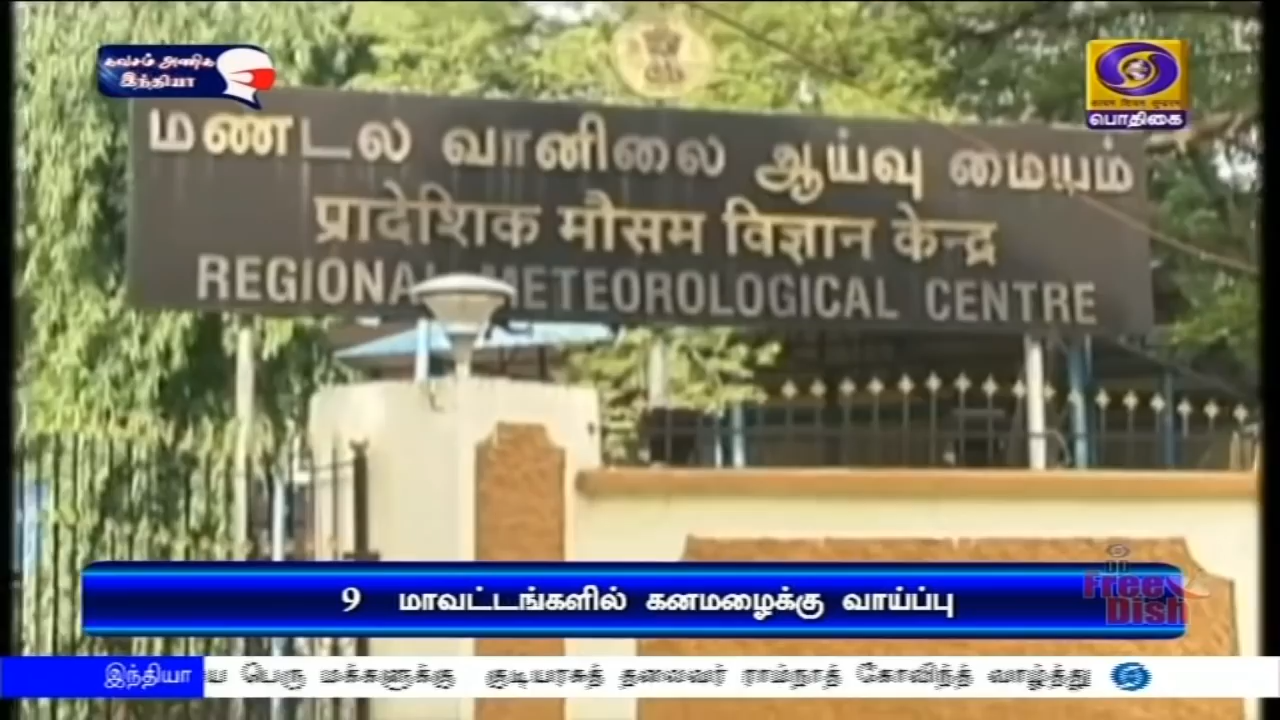 கவசம் அணிக
இந்தியா
பொதிகை
மண்டல வானிலை ஆய்வு மையம்
प्रादेशिक मौसम विज्ञान केन्द्र
REGIONAL METEOROLOGICAL CENTRE
9 மாவட்டங்களில் கனமழைக்கு வாய்ப்பு
DD
Free Dish
இந்தியா ய பெரு மக்களுக்கு குடியரசுத் தலைவர் ராம்நாத் கோவிந்த் வாழ்த்து